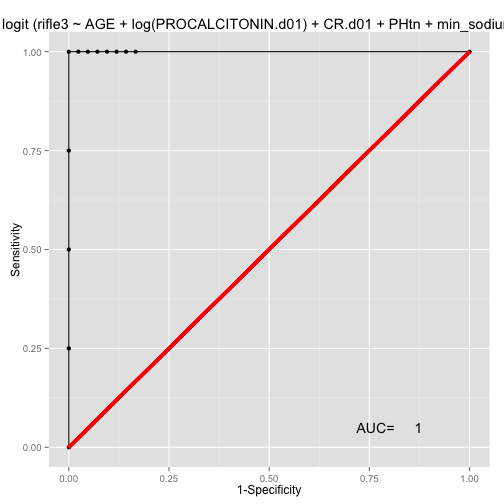 logit (rifle3 ~ AGE + log(PROCALCITONIN.d01) + CR.d01 + PHtn + min_sodiu
1.00
0.75
0.50
0.25
0.00
Sensitivity
AUC= 1
0.00 0.25 0.50 0.75 1.00
1-Specificity